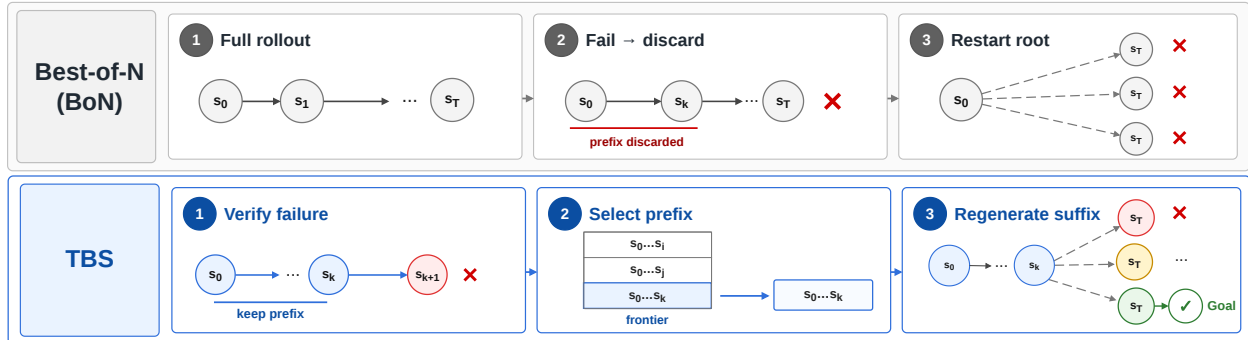 Best-of-N
(BoN)
1 Full rollout
s0 s1 ... sT
2 Fail → discard
s0 sk ... sT ×
prefix discarded
3 Restart root
s0
sT ×
sT ×
sT ×
TBS
1 Verify failure
s0 ... sk sk+1 ×
keep prefix
2 Select prefix
s0...si
s0...sj
s0...sk
s0...sk
frontier
3 Regenerate suffix
s0 ... sk
sT ×
sT ...
sT ✓ Goal